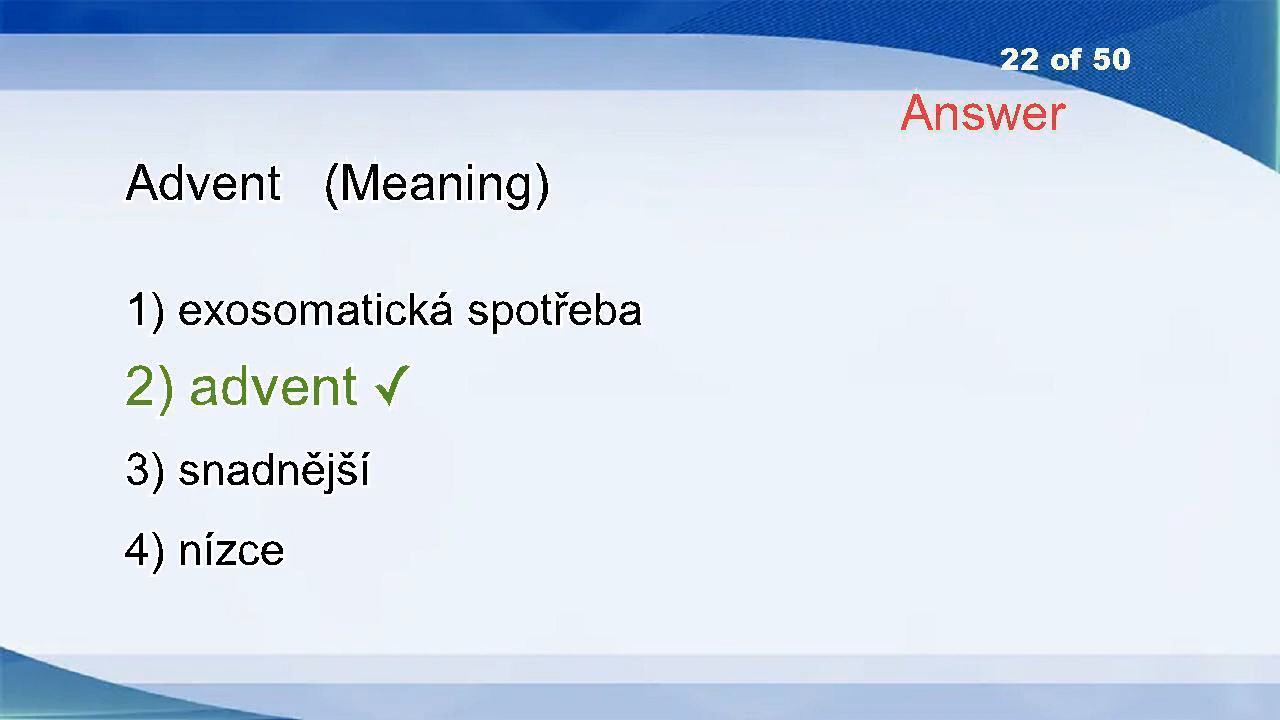 22 of 50
Answer
Advent (Meaning)
1) exosomatická spotřeba
2) advent ✓
3) snadnější
4) nízce